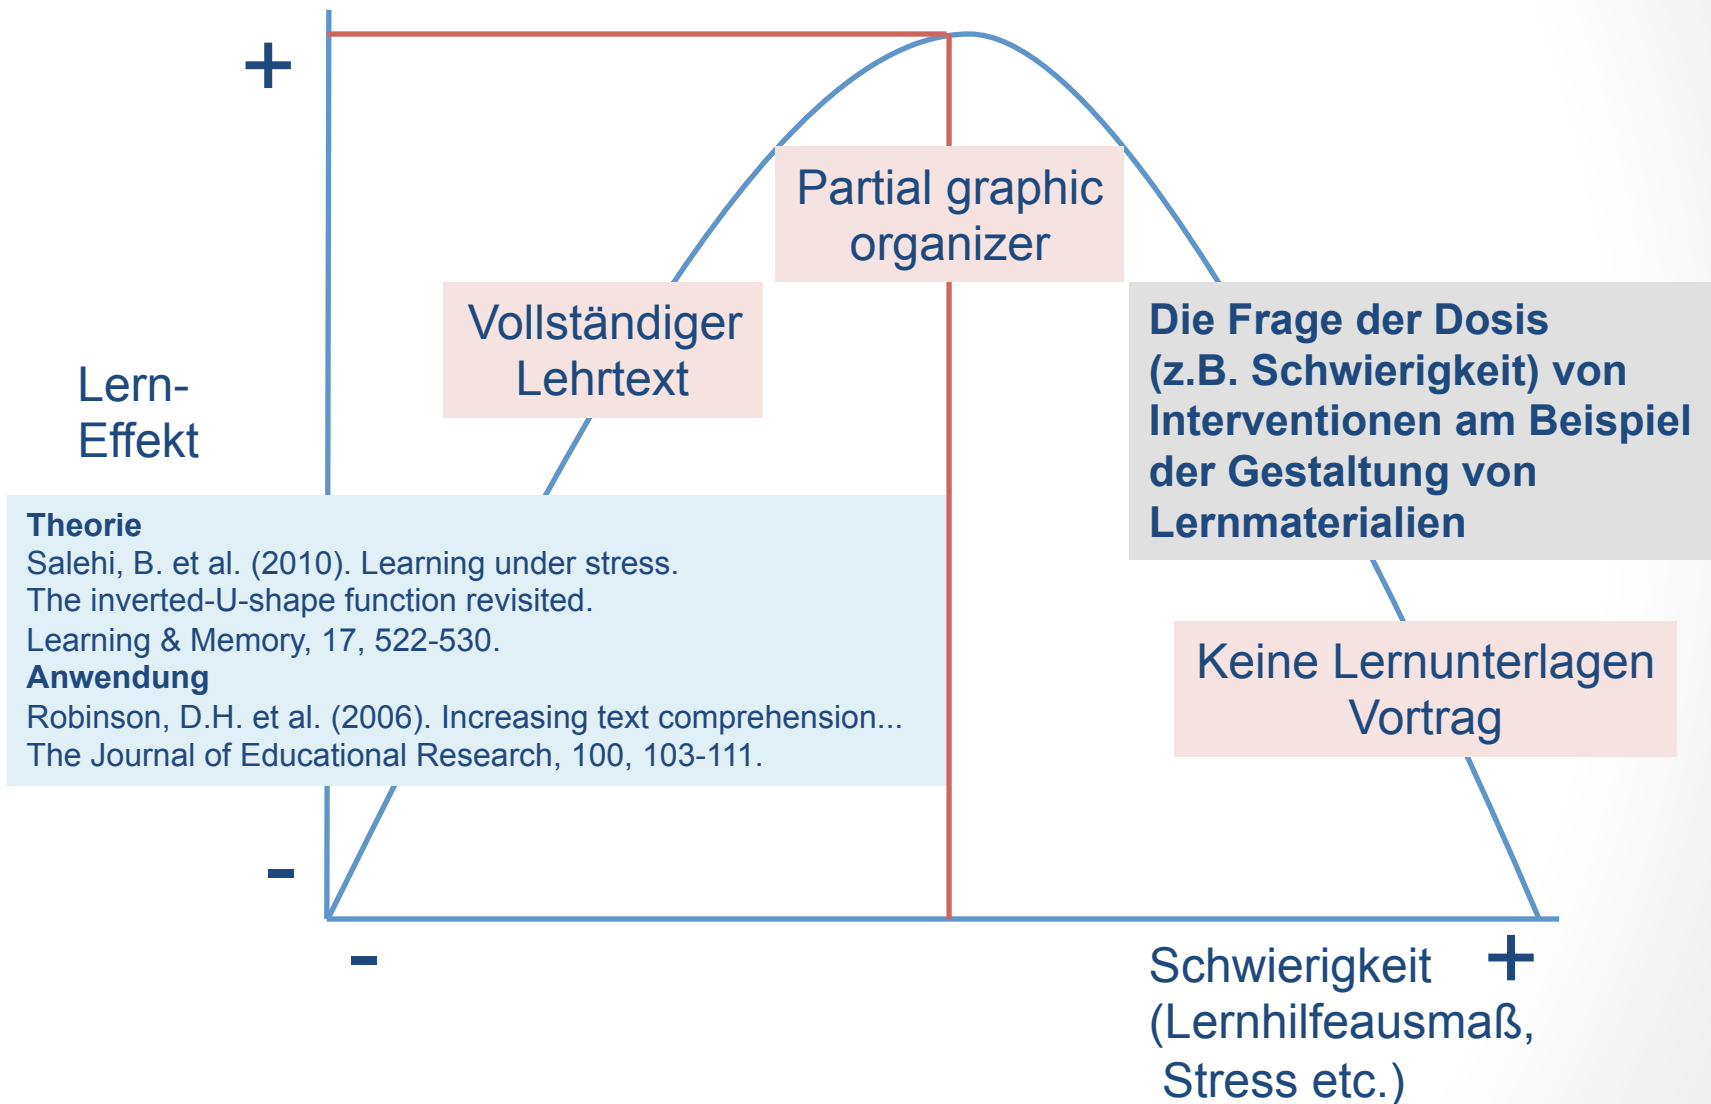 +
Partial graphic
organizer
Vollständiger
Lehrtext
Die Frage der Dosis
(z.B. Schwierigkeit) von
Interventionen am Beispiel
der Gestaltung von
Lernmaterialien
Lern-
Effekt
Theorie
Salehi, B. et al. (2010). Learning under stress.
The inverted-U-shape function revisited.
Learning & Memory, 17, 522-530.
Anwendung
Robinson, D.H. et al. (2006). Increasing text comprehension...
The Journal of Educational Research, 100, 103-111.
Keine Lernunterlagen
Vortrag
-
-
Schwierigkeit +
(Lernhilfeausmaß,
Stress etc.)